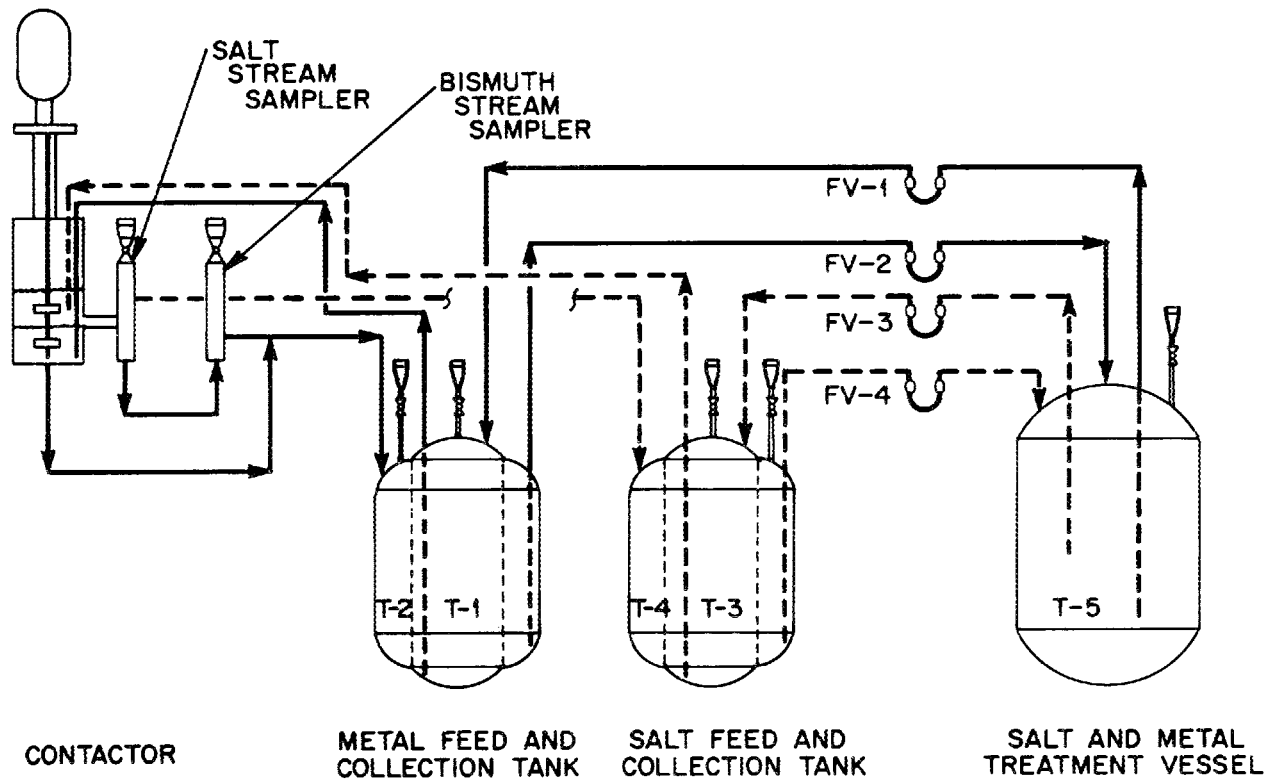 SALT
STREAM
SAMPLER
BISMUTH
STREAM
SAMPLER
FV-1
FV-2
FV-3
FV-4
T-2
T-1
T-4
T-3
T-5
CONTACTOR
METAL FEED AND
COLLECTION TANK
SALT FEED AND
COLLECTION TANK
SALT AND METAL
TREATMENT VESSEL